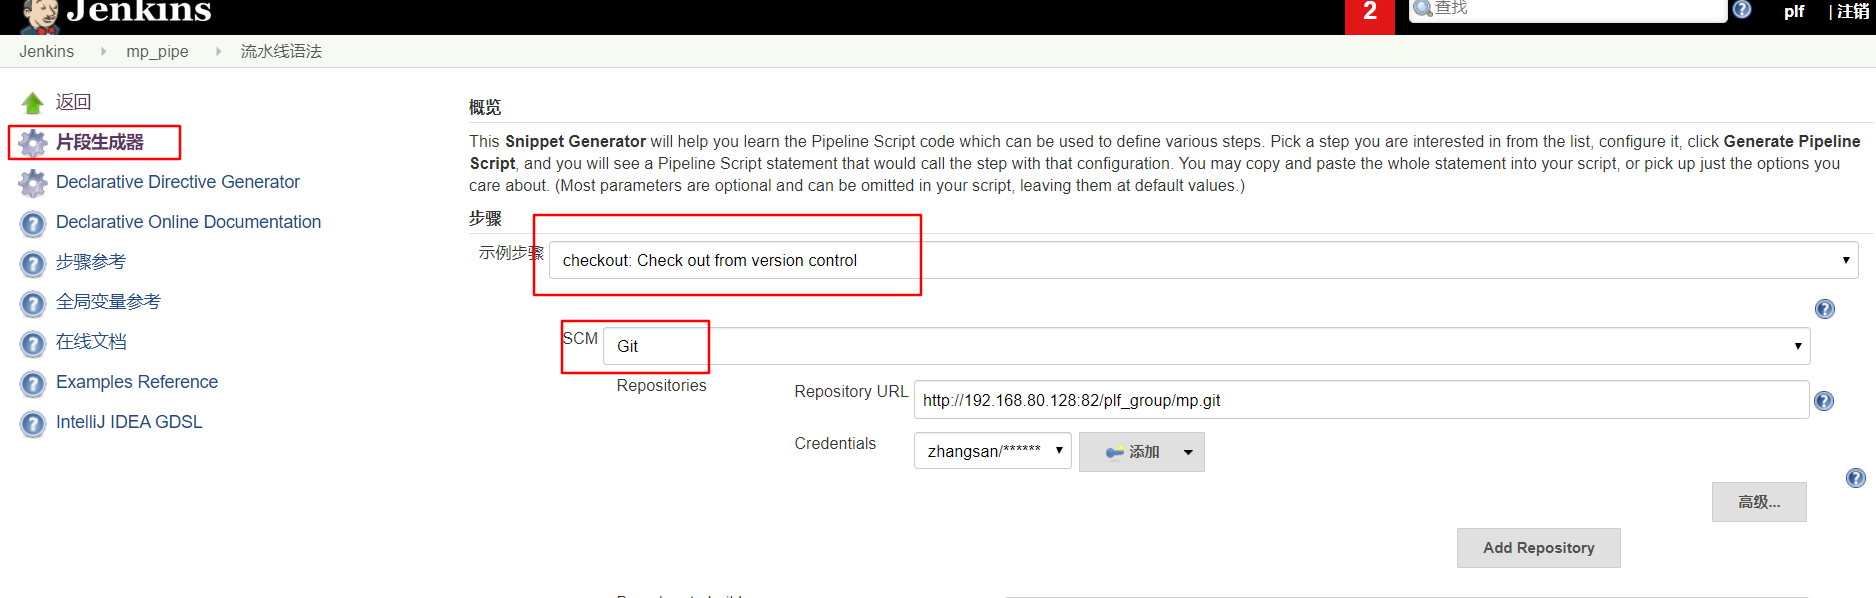 Jenkins
2
查找
plf
| 注销
Jenkins
mp_pipe
流水线语法
返回
片段生成器
Declarative Directive Generator
Declarative Online Documentation
步骤参考
全局变量参考
在线文档
Examples Reference
IntelliJ IDEA GDSL
概览
This Snippet Generator will help you learn the Pipeline Script code which can be used to define various steps. Pick a step you are interested in from the list, configure it, click Generate Pipeline
Script, and you will see a Pipeline Script statement that would call the step with that configuration. You may copy and paste the whole statement into your script, or pick up just the options you
care about. (Most parameters are optional and can be omitted in your script, leaving them at default values.)
步骤
示例步骤
checkout: Check out from version control
SCM
Git
Repositories
Repository URL
http://192.168.80.128:82/plf_group/mp.git
Credentials
zhangsan/******
添加
高级...
Add Repository